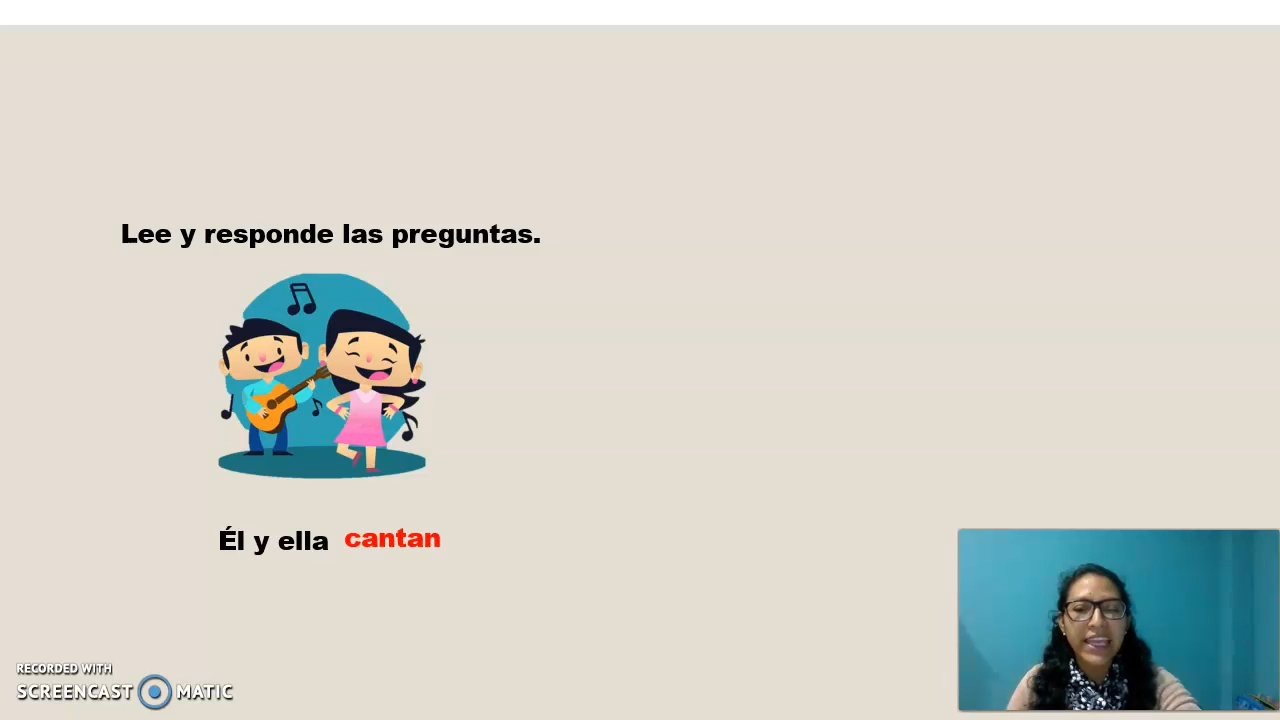 Lee y responde las preguntas.
Él y ella cantan
RECORDED WITH
SCREENCAST MATIC